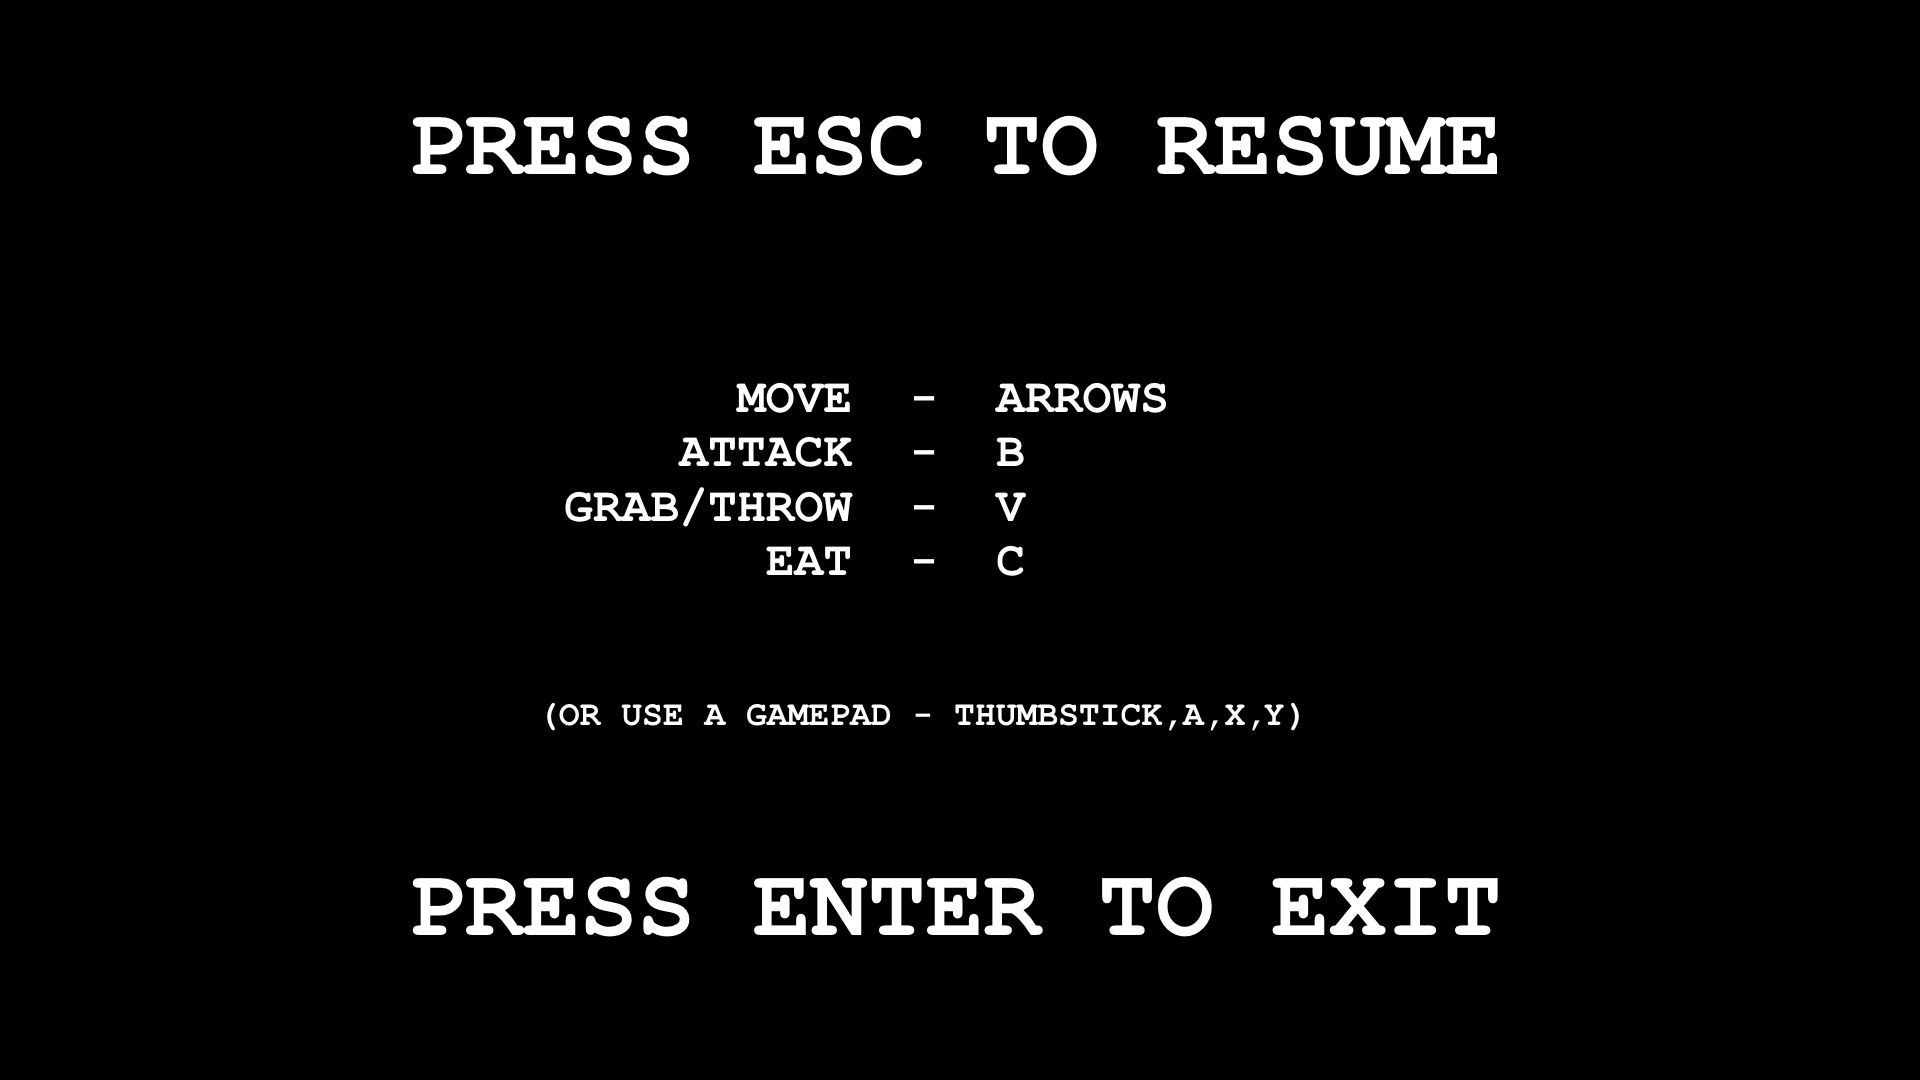 PRESS ESC TO RESUME
MOVE - ARROWS
ATTACK - B
GRAB/THROW - V
EAT - C
(OR USE A GAMEPAD - THUMBSTICK,A,X,Y)
PRESS ENTER TO EXIT